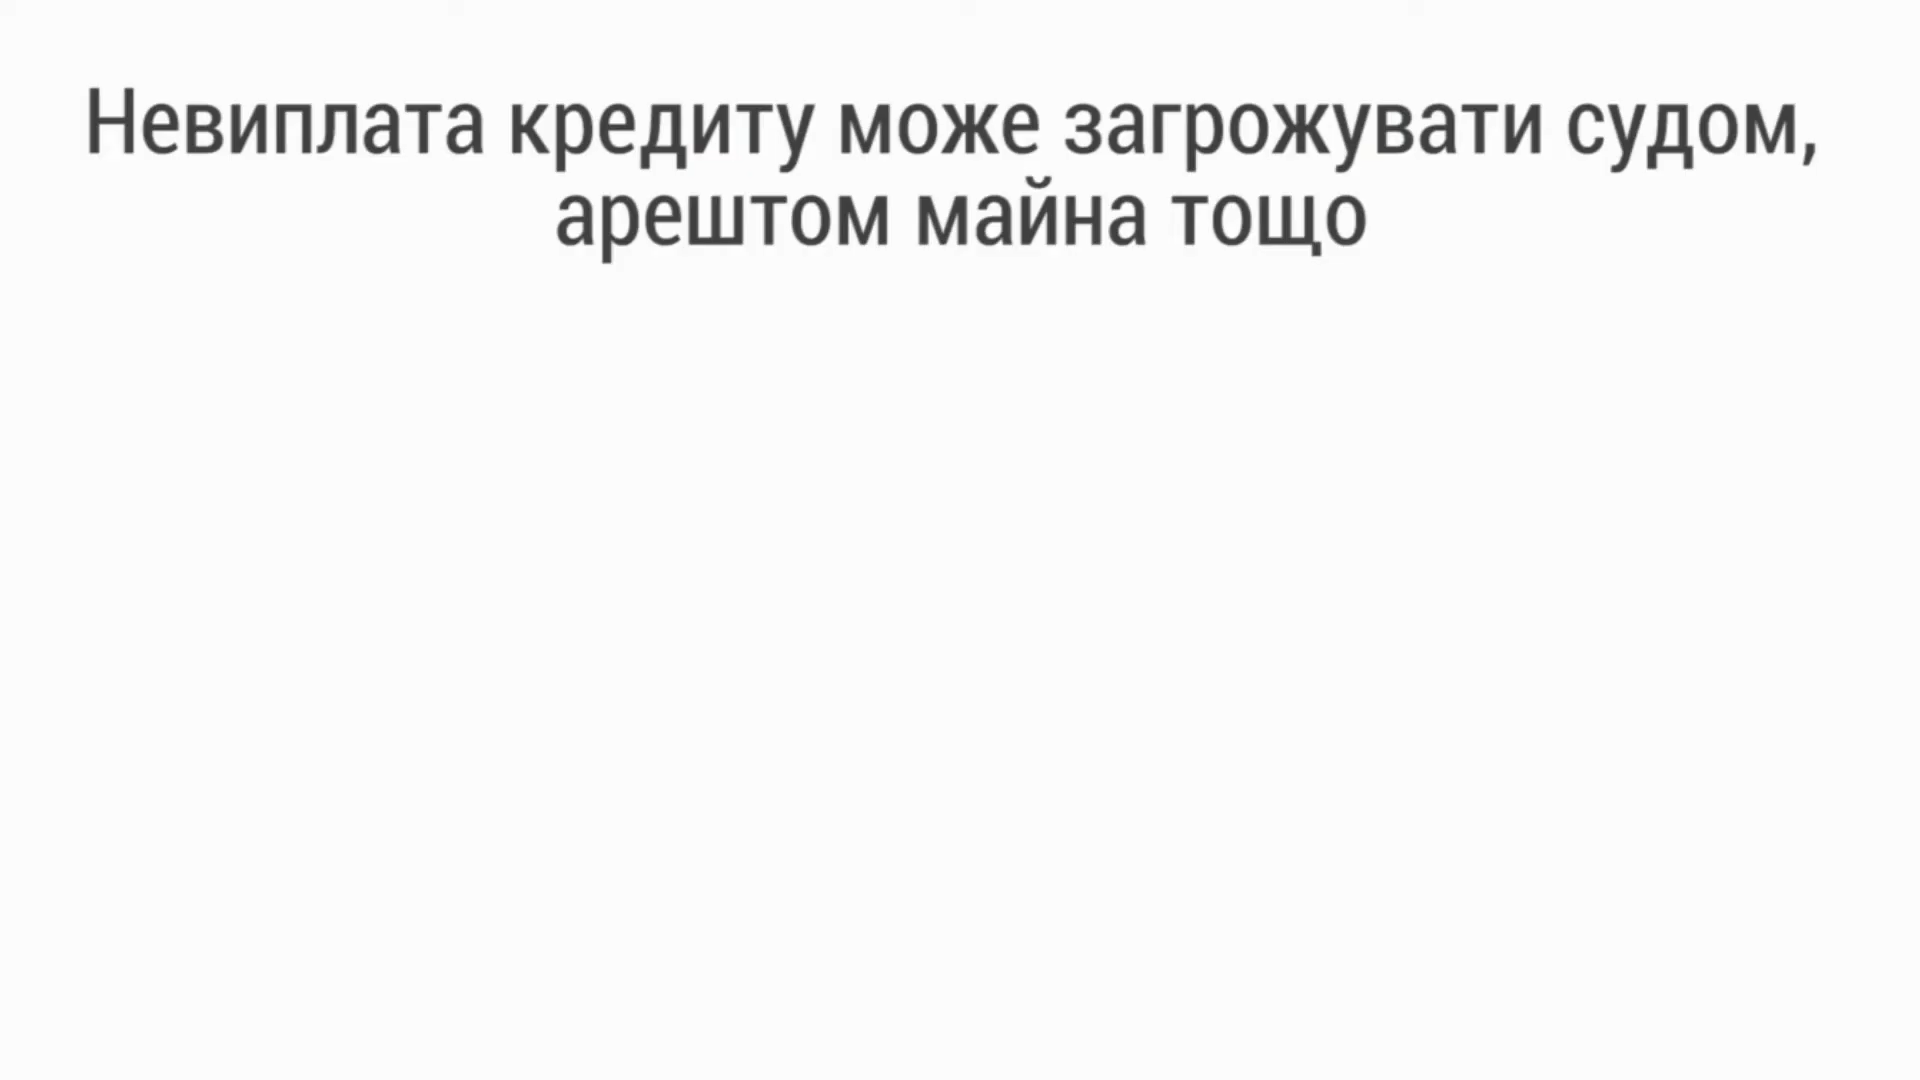 Невиплата кредиту може загрожувати судом,
арештом майна тощо